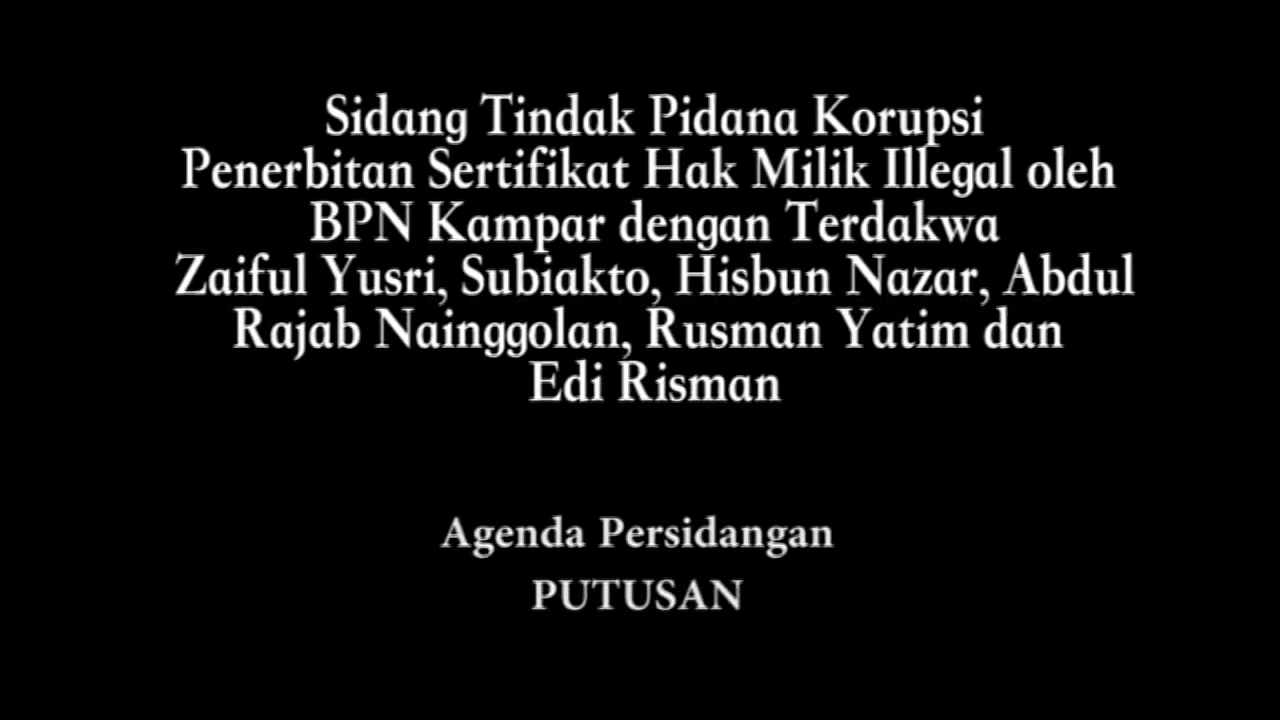 Sidang Tindak Pidana Korupsi
Penerbitan Sertifikat Hak Milik Illegal oleh
BPN Kampar dengan Terdakwa
Zaiful Yusri, Subiakto, Hisbun Nazar, Abdul
Rajab Nainggolan, Rusman Yatim dan
Edi Risman
Agenda Persidangan
PUTUSAN